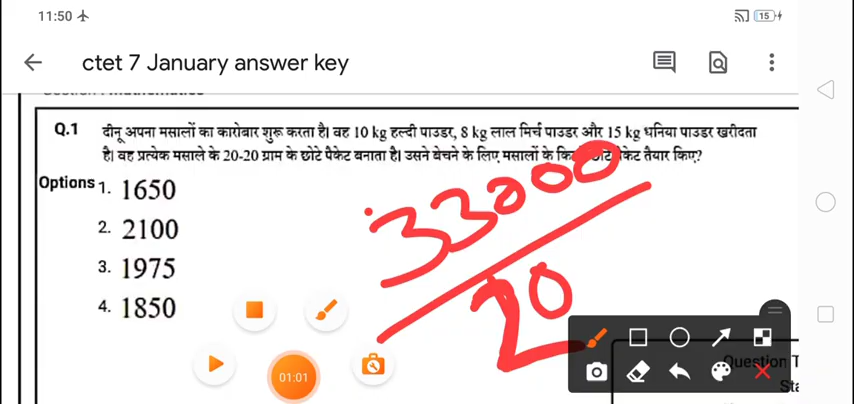 11:50
15
ctet 7 January answer key
Q.1 दीनू अपना मसालों का कारोबार शुरू करता है। वह 10 kg हल्दी पाउडर, 8 kg लाल मिर्च पाउडर और 15 kg धनिया पाउडर खरीदता
है। वह प्रत्येक मसाले के 20-20 ग्राम के छोटे पैकेट बनाता है। उसने बेचने के लिए मसालों के तैयार किए?
Options 1. 1650
2. 2100
3. 1975
4. 1850
33000
20
01:01
Question T
Sta